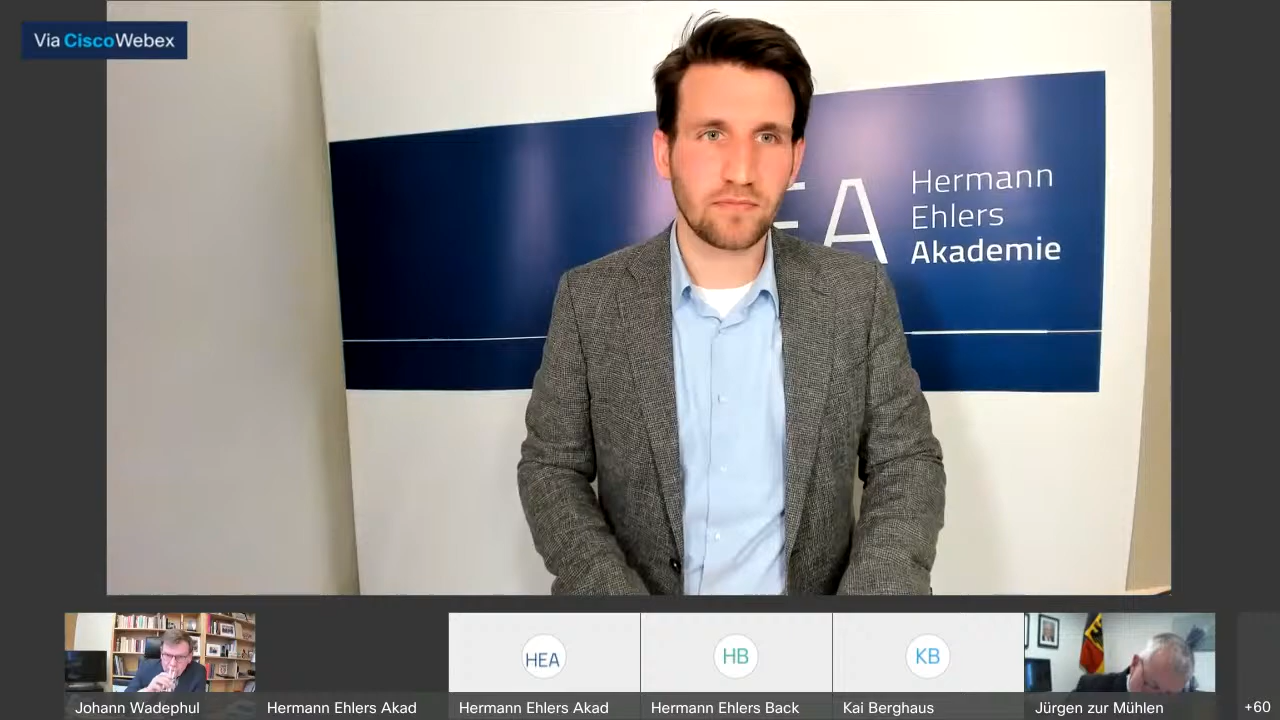 Via CiscoWebex
EA
Hermann
Ehlers
Akademie
HEA
HB
KB
Johann Wadephul
Hermann Ehlers Akad
Hermann Ehlers Akad
Hermann Ehlers Back
Kai Berghaus
Jürgen zur Mühlen
+60